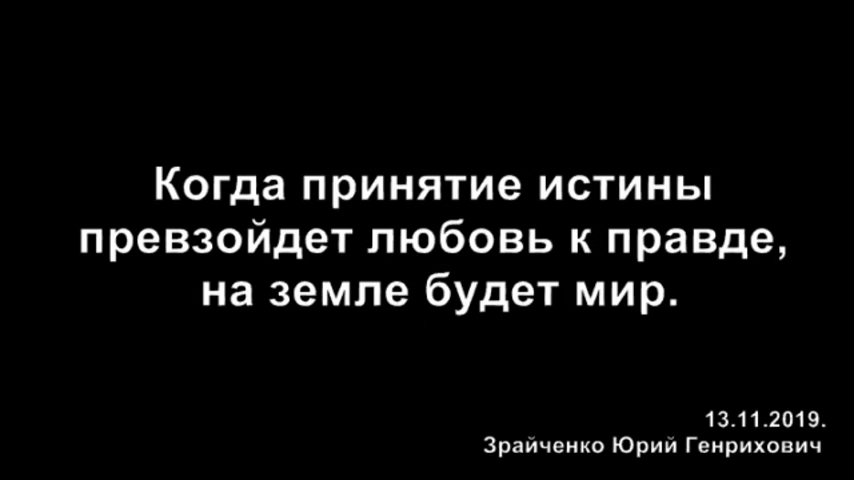 Когда принятие истины
превзойдет любовь к правде,
на земле будет мир.
13.11.2019.
Зрайченко Юрий Генрихович